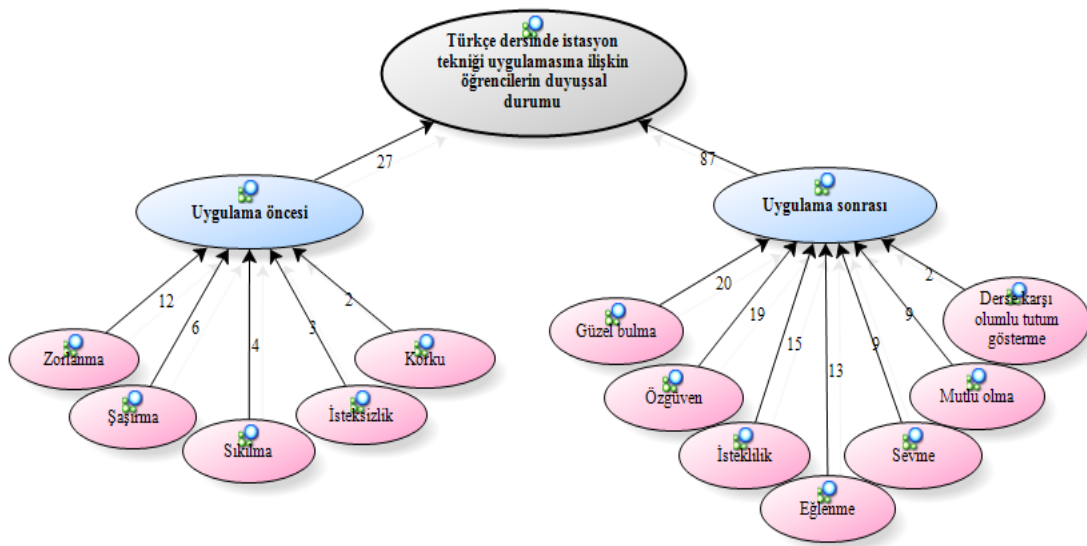 Türkçe dersinde istasyon
tekniği uygulamasına ilişkin
öğrencilerin duyuşsal
durumu
27
87
Uygulama öncesi
Uygulama sonrası
12
6
4
3
2
20
19
15
13
9
9
2
Zorlanma
Şaşırma
Sıkılma
İsteksizlik
Korku
Güzel bulma
Özgüven
İsteklilik
Eğlenme
Sevme
Mutlu olma
Derse karşı
olumlu tutum
gösterme